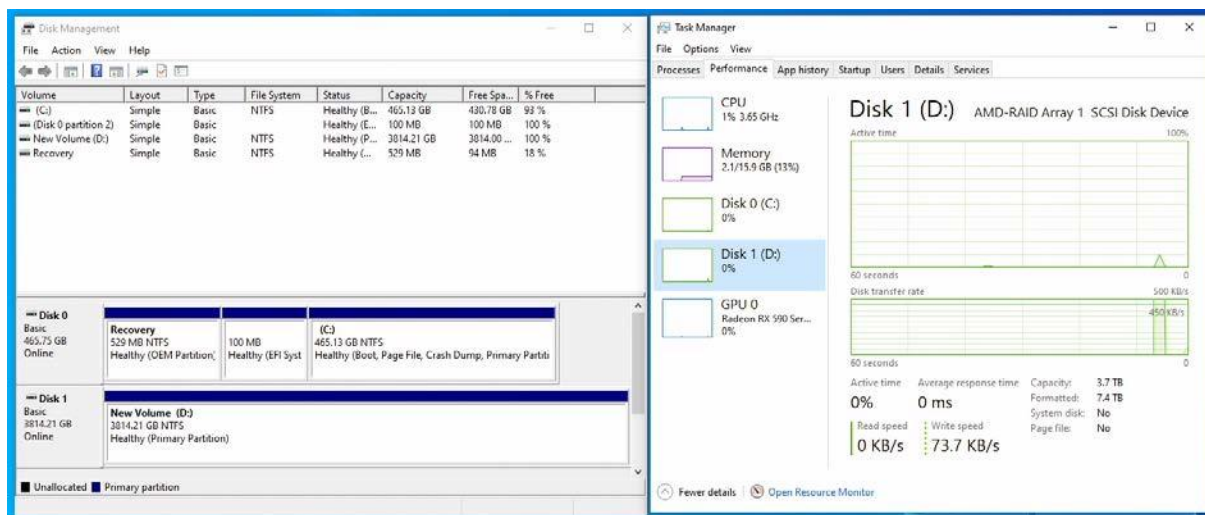 Disk Management
File Action View Help
Volume Layout Type File System Status Capacity Free Spa... % Free
(C:) Simple Basic NTFS Healthy (B... 465.13 GB 430.78 GB 93 %
(Disk 0 partition 2) Simple Basic Healthy (E... 100 MB 100 MB 100 %
New Volume (D:) Simple Basic NTFS Healthy (P... 3814.21 GB 3814.00 ... 100 %
Recovery Simple Basic NTFS Healthy (... 529 MB 94 MB 18 %
Disk 0
Basic
465.75 GB
Online
Recovery
529 MB NTFS
Healthy (OEM Partition)
100 MB
Healthy (EFI Syst
(C:)
465.13 GB NTFS
Healthy (Boot, Page File, Crash Dump, Primary Partiti
Disk 1
Basic
3814.21 GB
Online
New Volume (D:)
3814.21 GB NTFS
Healthy (Primary Partition)
Unallocated Primary partition
Task Manager
File Options View
Processes Performance App history Startup Users Details Services
CPU
1% 3.65 GHz
Memory
2.1/15.9 GB (13%)
Disk 0 (C:)
0%
Disk 1 (D:)
0%
GPU 0
Radeon RX 590 Ser...
0%
Disk 1 (D:) AMD-RAID Array 1 SCSI Disk Device
Active time 100%
60 seconds 0
Disk transfer rate 500 KB/s
450 KB/s
60 seconds 0
Active time Average response time
0% 0 ms
Read speed Write speed
0 KB/s 73.7 KB/s
Capacity: 3.7 TB
Formatted: 7.4 TB
System disk: No
Page file: No
Fewer details Open Resource Monitor